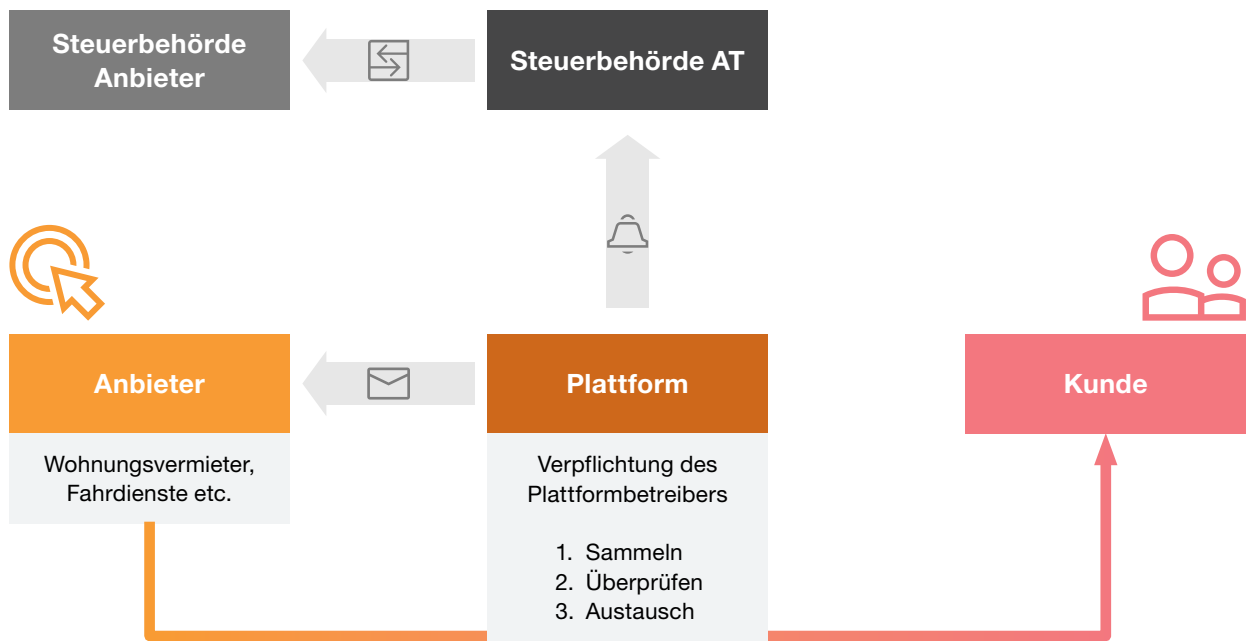 Steuerbehörde
Anbieter
Steuerbehörde AT
Anbieter
Wohnungsvermieter,
Fahrdienste etc.
Plattform
Verpflichtung des
Plattformbetreibers
1. Sammeln
2. Überprüfen
3. Austausch
Kunde